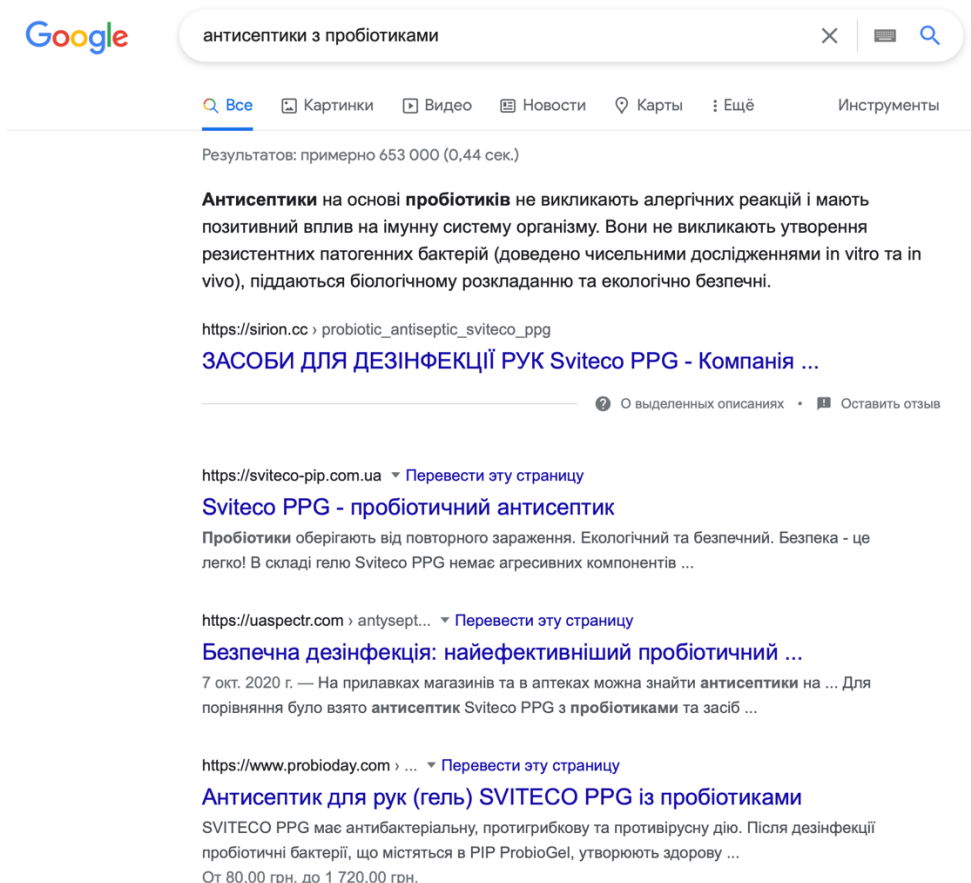 Google
антисептики з пробіотиками
Все Картинки Видео Новости Карты Ещё Инструменты
Результатов: примерно 653 000 (0,44 сек.)
Антисептики на основі пробіотиків не викликають алергічних реакцій і мають
позитивний вплив на імунну систему організму. Вони не викликають утворення
резистентних патогенних бактерій (доведено чисельними дослідженнями in vitro та in
vivo), піддаються біологічному розкладанню та екологічно безпечні.
https://sirion.cc › probiotic_antiseptic_sviteco_ppg
ЗАСОБИ ДЛЯ ДЕЗІНФЕКЦІЇ РУК Sviteco PPG - Компанія ...
О выделенных описаниях • Оставить отзыв
https://sviteco-pip.com.ua Перевести эту страницу
Sviteco PPG - пробіотичний антисептик
Пробіотики оберігають від повторного зараження. Екологічний та безпечний. Безпека - це
легко! В складі гелю Sviteco PPG немає агресивних компонентів ...
https://uaspectr.com › antysept... Перевести эту страницу
Безпечна дезінфекція: найефективніший пробіотичний ...
7 окт. 2020 г. — На прилавках магазинів та в аптеках можна знайти антисептики на ... Для
порівняння було взято антисептик Sviteco PPG з пробіотиками та засіб ...
https://www.probioday.com › ... Перевести эту страницу
Антисептик для рук (гель) SVITECO PPG із пробіотиками
SVITECO PPG має антибактеріальну, протигрибкову та противірусну дію. Після дезінфекції
пробіотичні бактерії, що містяться в PIP ProbioGel, утворюють здорову ...
От 80,00 грн. до 1 720,00 грн.